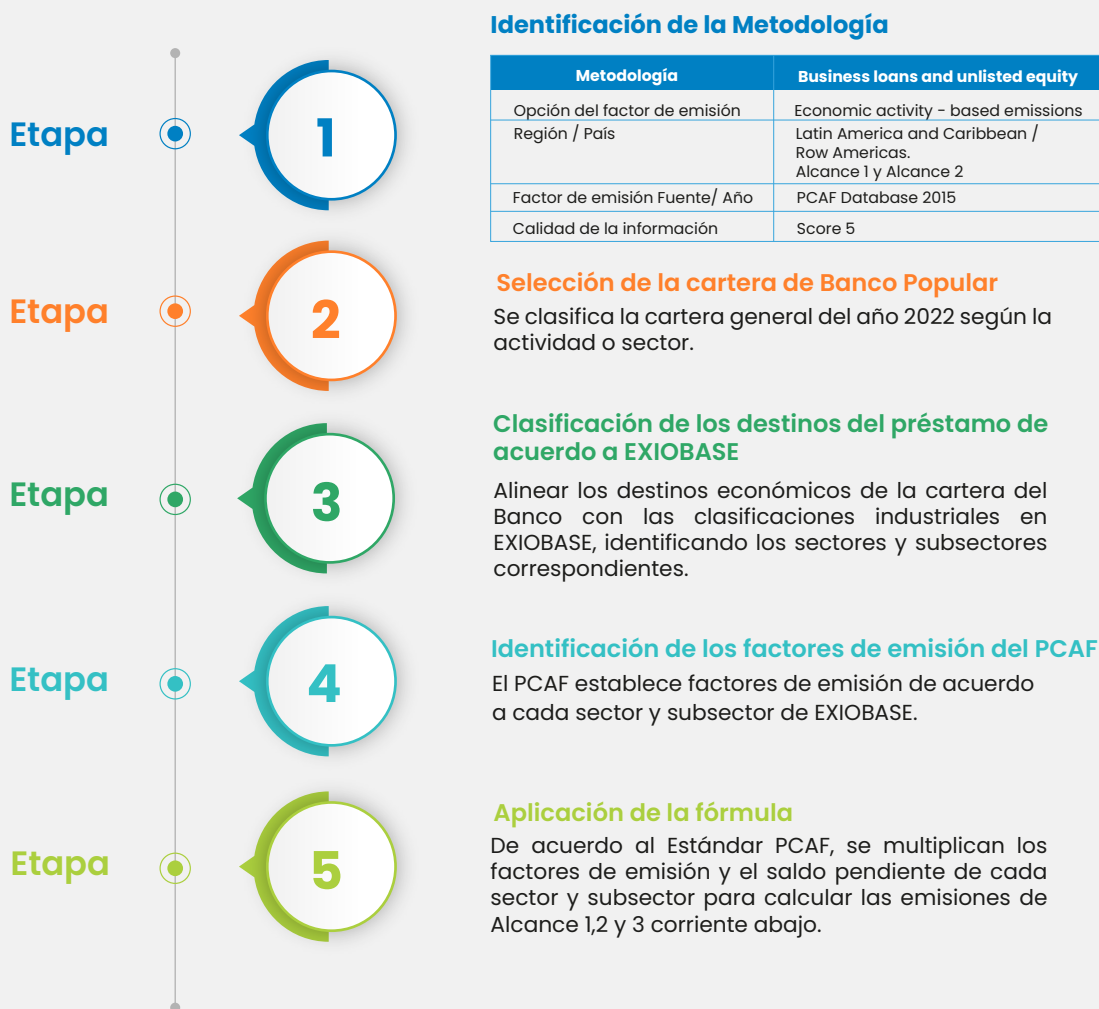 Identificación de la Metodología
Etapa
1
Metodología
Business loans and unlisted equity
Opción del factor de emisión
Economic activity - based emissions
Región / País
Latin America and Caribbean /
Row Americas.
Alcance 1 y Alcance 2
Factor de emisión Fuente/ Año
PCAF Database 2015
Calidad de la información
Score 5
Etapa
2
Selección de la cartera de Banco Popular
Se clasifica la cartera general del año 2022 según la
actividad o sector.
Etapa
3
Clasificación de los destinos del préstamo de
acuerdo a EXIOBASE
Alinear los destinos económicos de la cartera del
Banco con las clasificaciones industriales en
EXIOBASE, identificando los sectores y subsectores
correspondientes.
Etapa
4
Identificación de los factores de emisión del PCAF
El PCAF establece factores de emisión de acuerdo
a cada sector y subsector de EXIOBASE.
Etapa
5
Aplicación de la fórmula
De acuerdo al Estándar PCAF, se multiplican los
factores de emisión y el saldo pendiente de cada
sector y subsector para calcular las emisiones de
Alcance 1,2 y 3 corriente abajo.